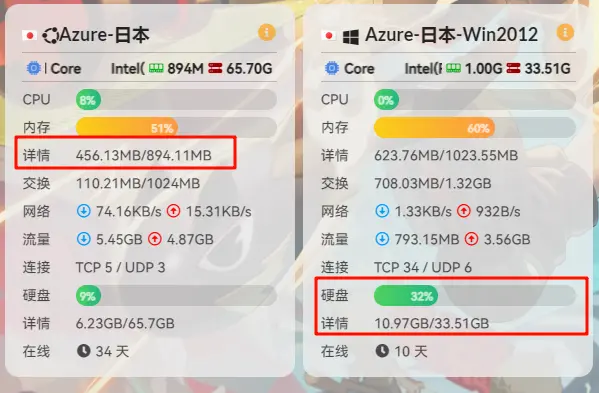 Azure-日本
Core Intel( 894M 65.70G
CPU 8%
内存 51%
详情 456.13MB/894.11MB
交换 110.21MB/1024MB
网络 74.16KB/s 15.31KB/s
流量 5.45GB 4.87GB
连接 TCP 5 / UDP 3
硬盘 9%
详情 6.23GB/65.7GB
在线 34 天
Azure-日本-Win2012
Core Intel( 1.00G 33.51G
CPU 0%
内存 60%
详情 623.76MB/1023.55MB
交换 708.03MB/1.32GB
网络 1.33KB/s 932B/s
流量 793.15MB 3.56GB
连接 TCP 34 / UDP 6
硬盘 32%
详情 10.97GB/33.51GB
在线 10 天